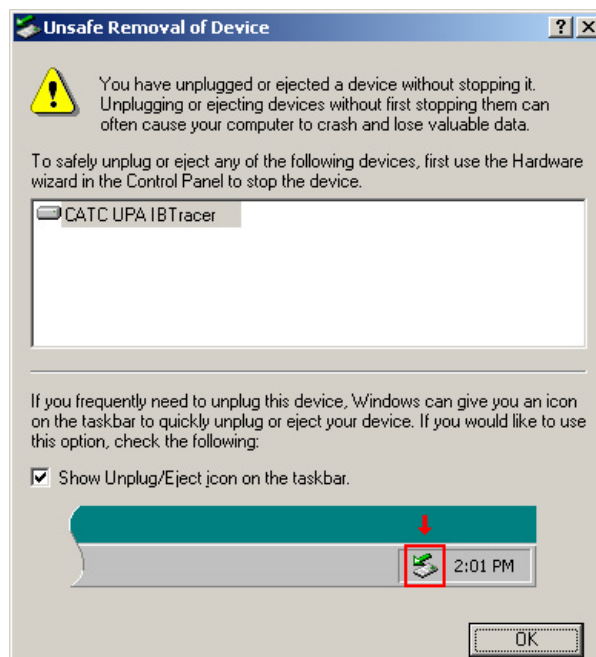 Unsafe Removal of Device
You have unplugged or ejected a device without stopping it.
Unplugging or ejecting devices without first stopping them can
often cause your computer to crash and lose valuable data.
To safely unplug or eject any of the following devices, first use the Hardware
wizard in the Control Panel to stop the device.
CATC UPA IBTracer
If you frequently need to unplug this device, Windows can give you an icon
on the taskbar to quickly unplug or eject your device. If you would like to use
this option, check the following:
Show Unplug/Eject icon on the taskbar.
2:01 PM
OK